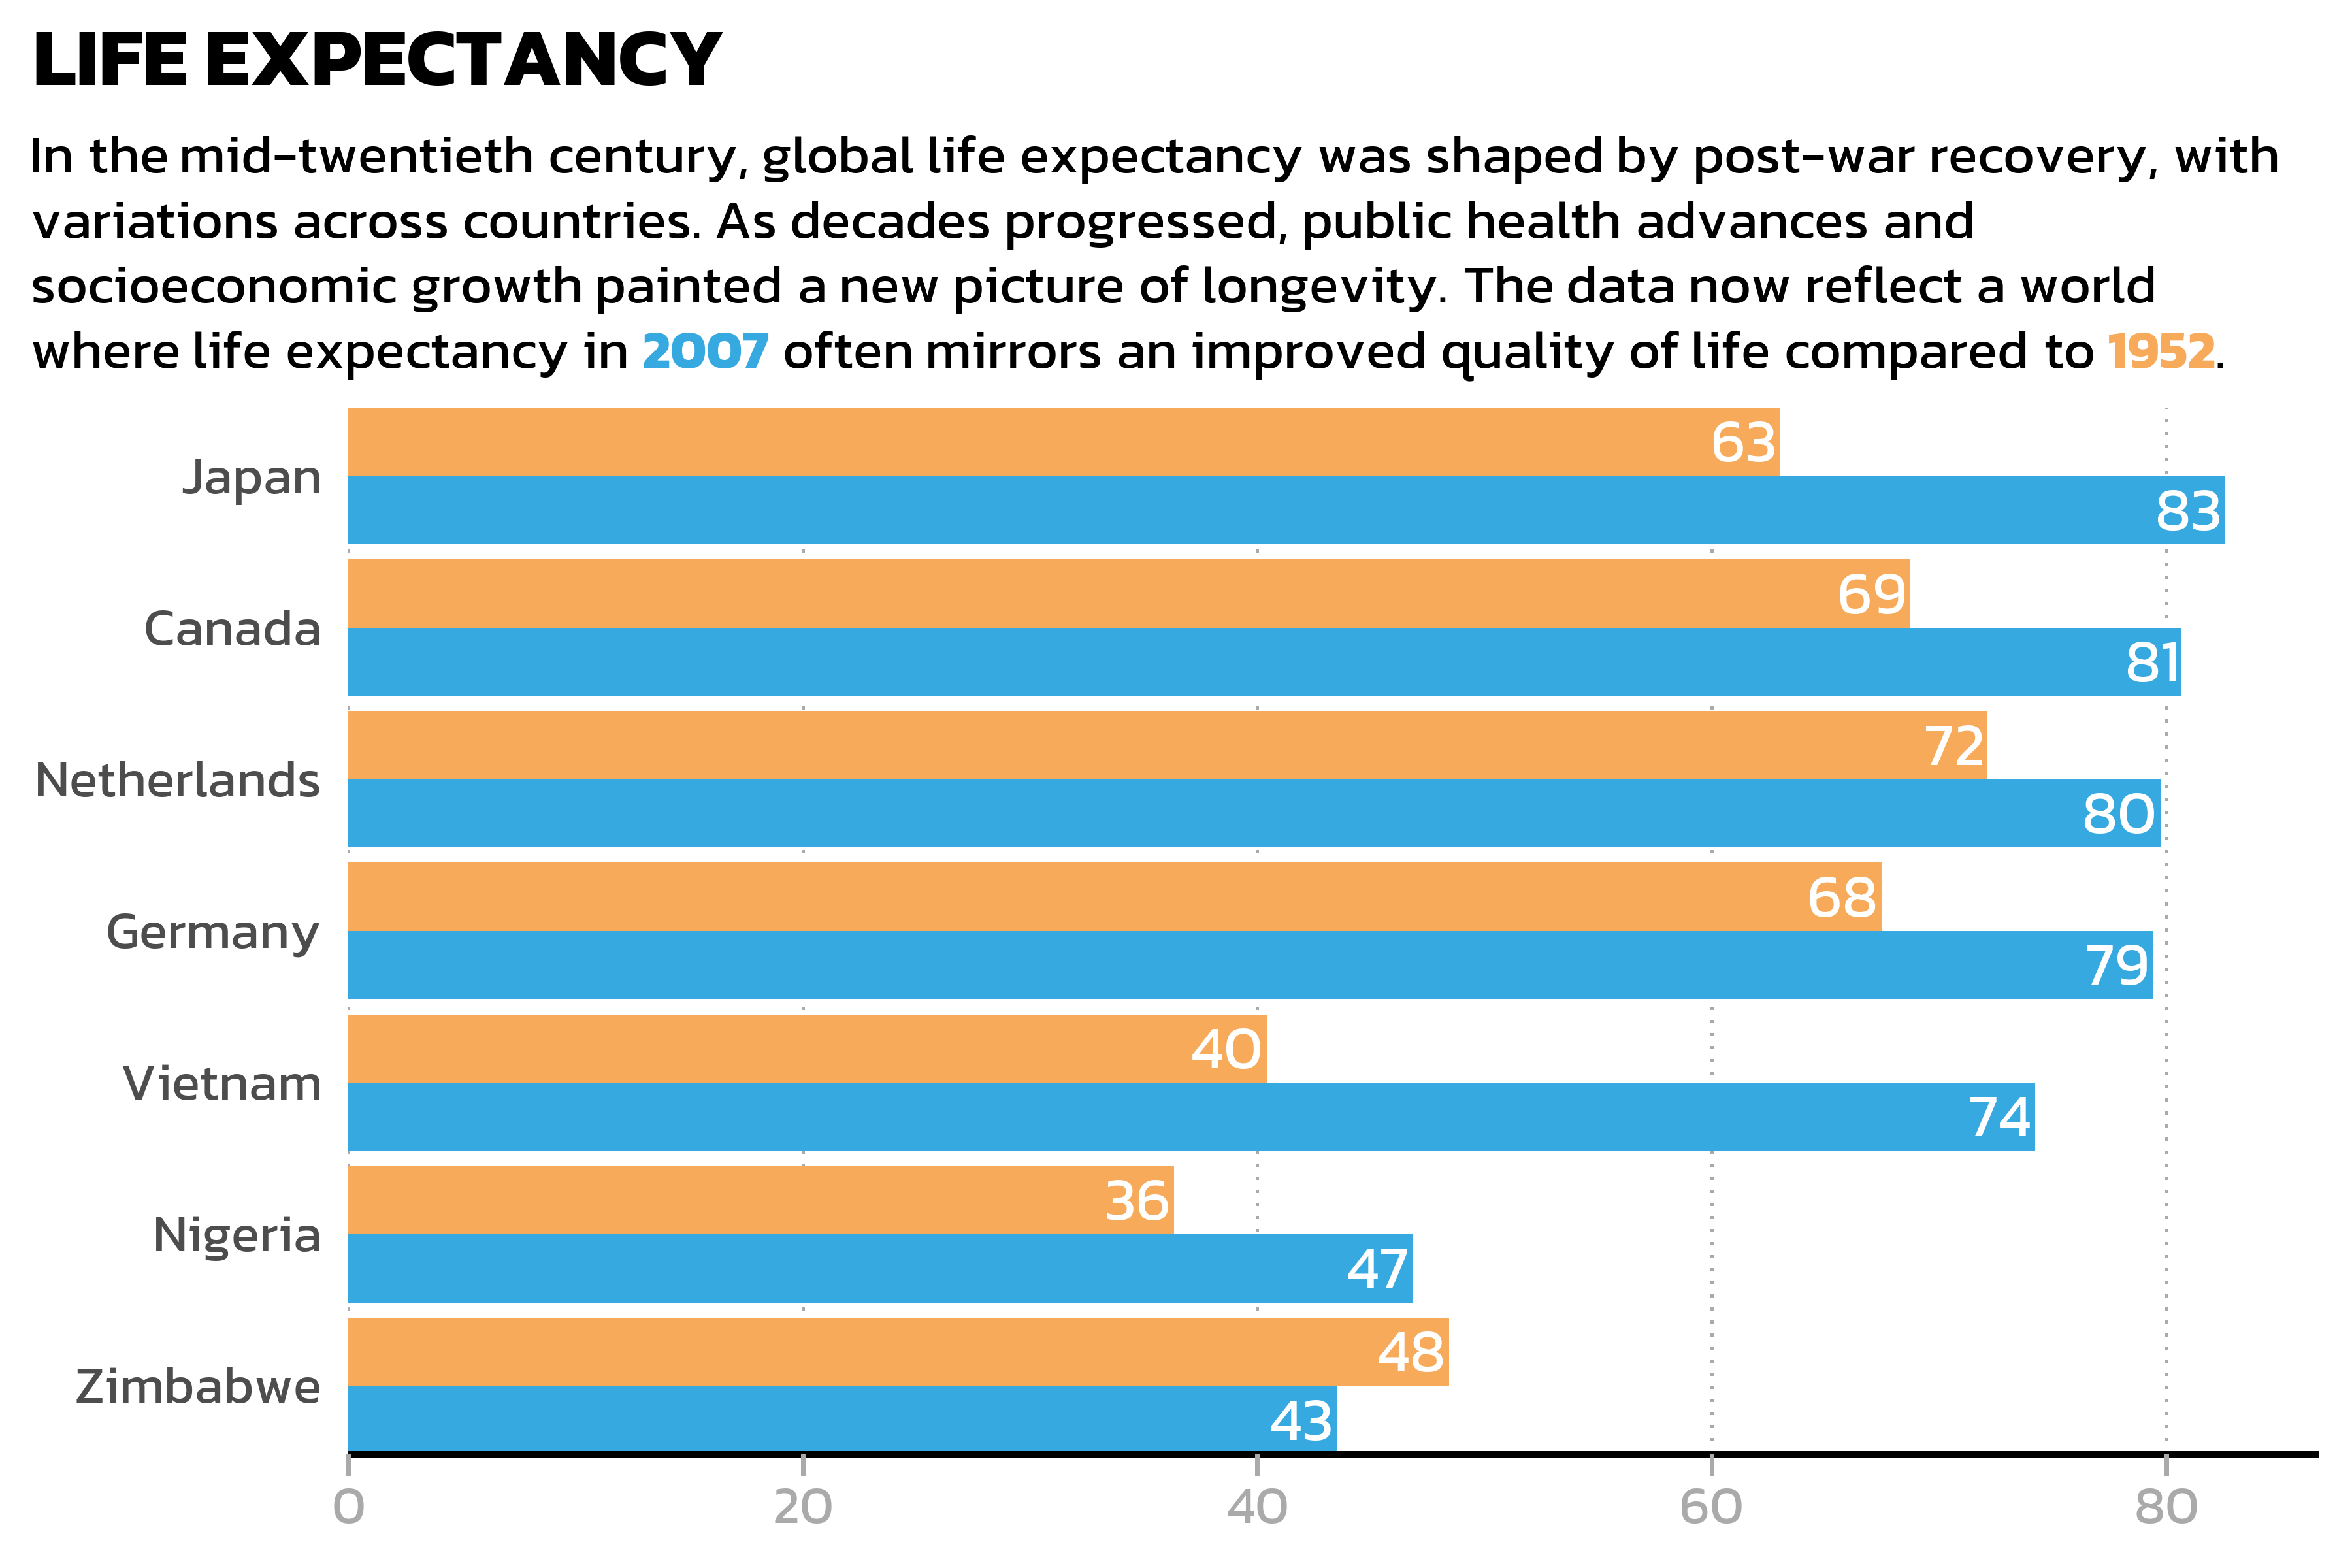 LIFE EXPECTANCY
In the mid-twentieth century, global life expectancy was shaped by post-war recovery, with
variations across countries. As decades progressed, public health advances and
socioeconomic growth painted a new picture of longevity. The data now reflect a world
where life expectancy in 2007 often mirrors an improved quality of life compared to 1952.
63
Japan
83
69
Canada
81
72
Netherlands
80
68
Germany
79
40
Vietnam
74
36
Nigeria
47
48
Zimbabwe
43
0 20 40 60 80